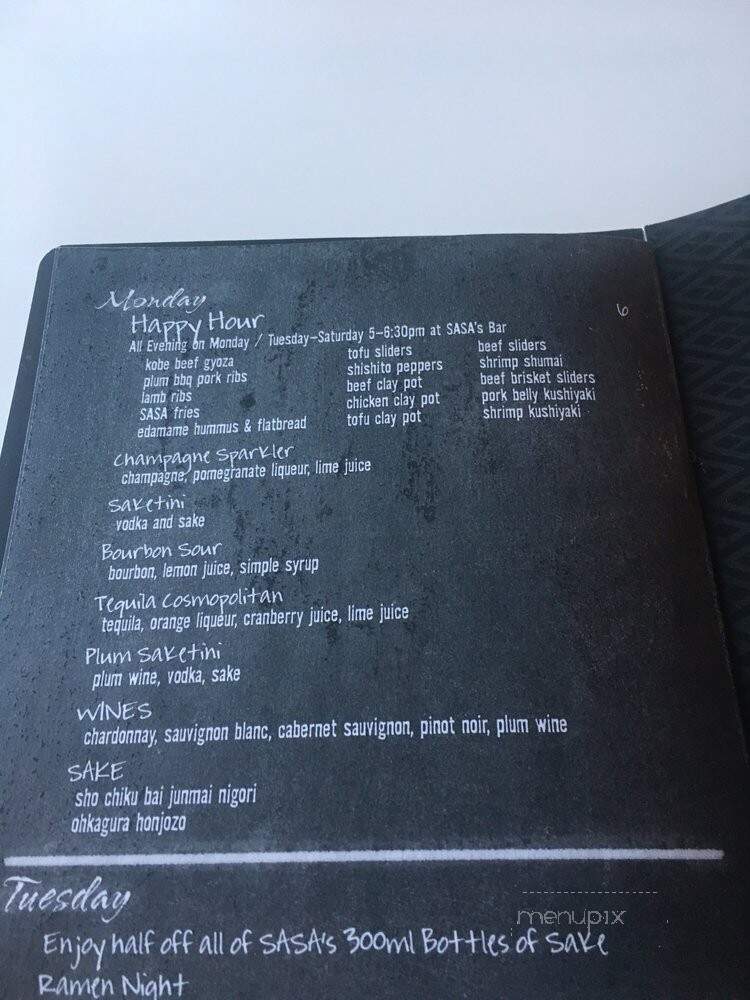 Monday
6
Happy Hour
All Evening on Monday / Tuesday-Saturday 5-6:30pm at SASA's Bar
kobe beef gyoza
plum bbq pork ribs
lamb ribs
SASA fries
edamame hummus & flatbread
tofu sliders
shishito peppers
beef clay pot
chicken clay pot
tofu clay pot
beef sliders
shrimp shumai
beef brisket sliders
pork belly kushiyaki
shrimp kushiyaki
Champagne Sparkler
champagne, pomegranate liqueur, lime juice
Saketini
vodka and sake
Bourbon Sour
bourbon, lemon juice, simple syrup
Tequila Cosmopolitan
tequila, orange liqueur, cranberry juice, lime juice
Plum Saketini
plum wine, vodka, sake
WINES
chardonnay, sauvignon blanc, cabernet sauvignon, pinot noir, plum wine
SAKE
sho chiku bai junmai nigori
ohkagura honjozo
Tuesday
menupix
Enjoy half off all of SASA's 300ml Bottles of Sake
Ramen Night